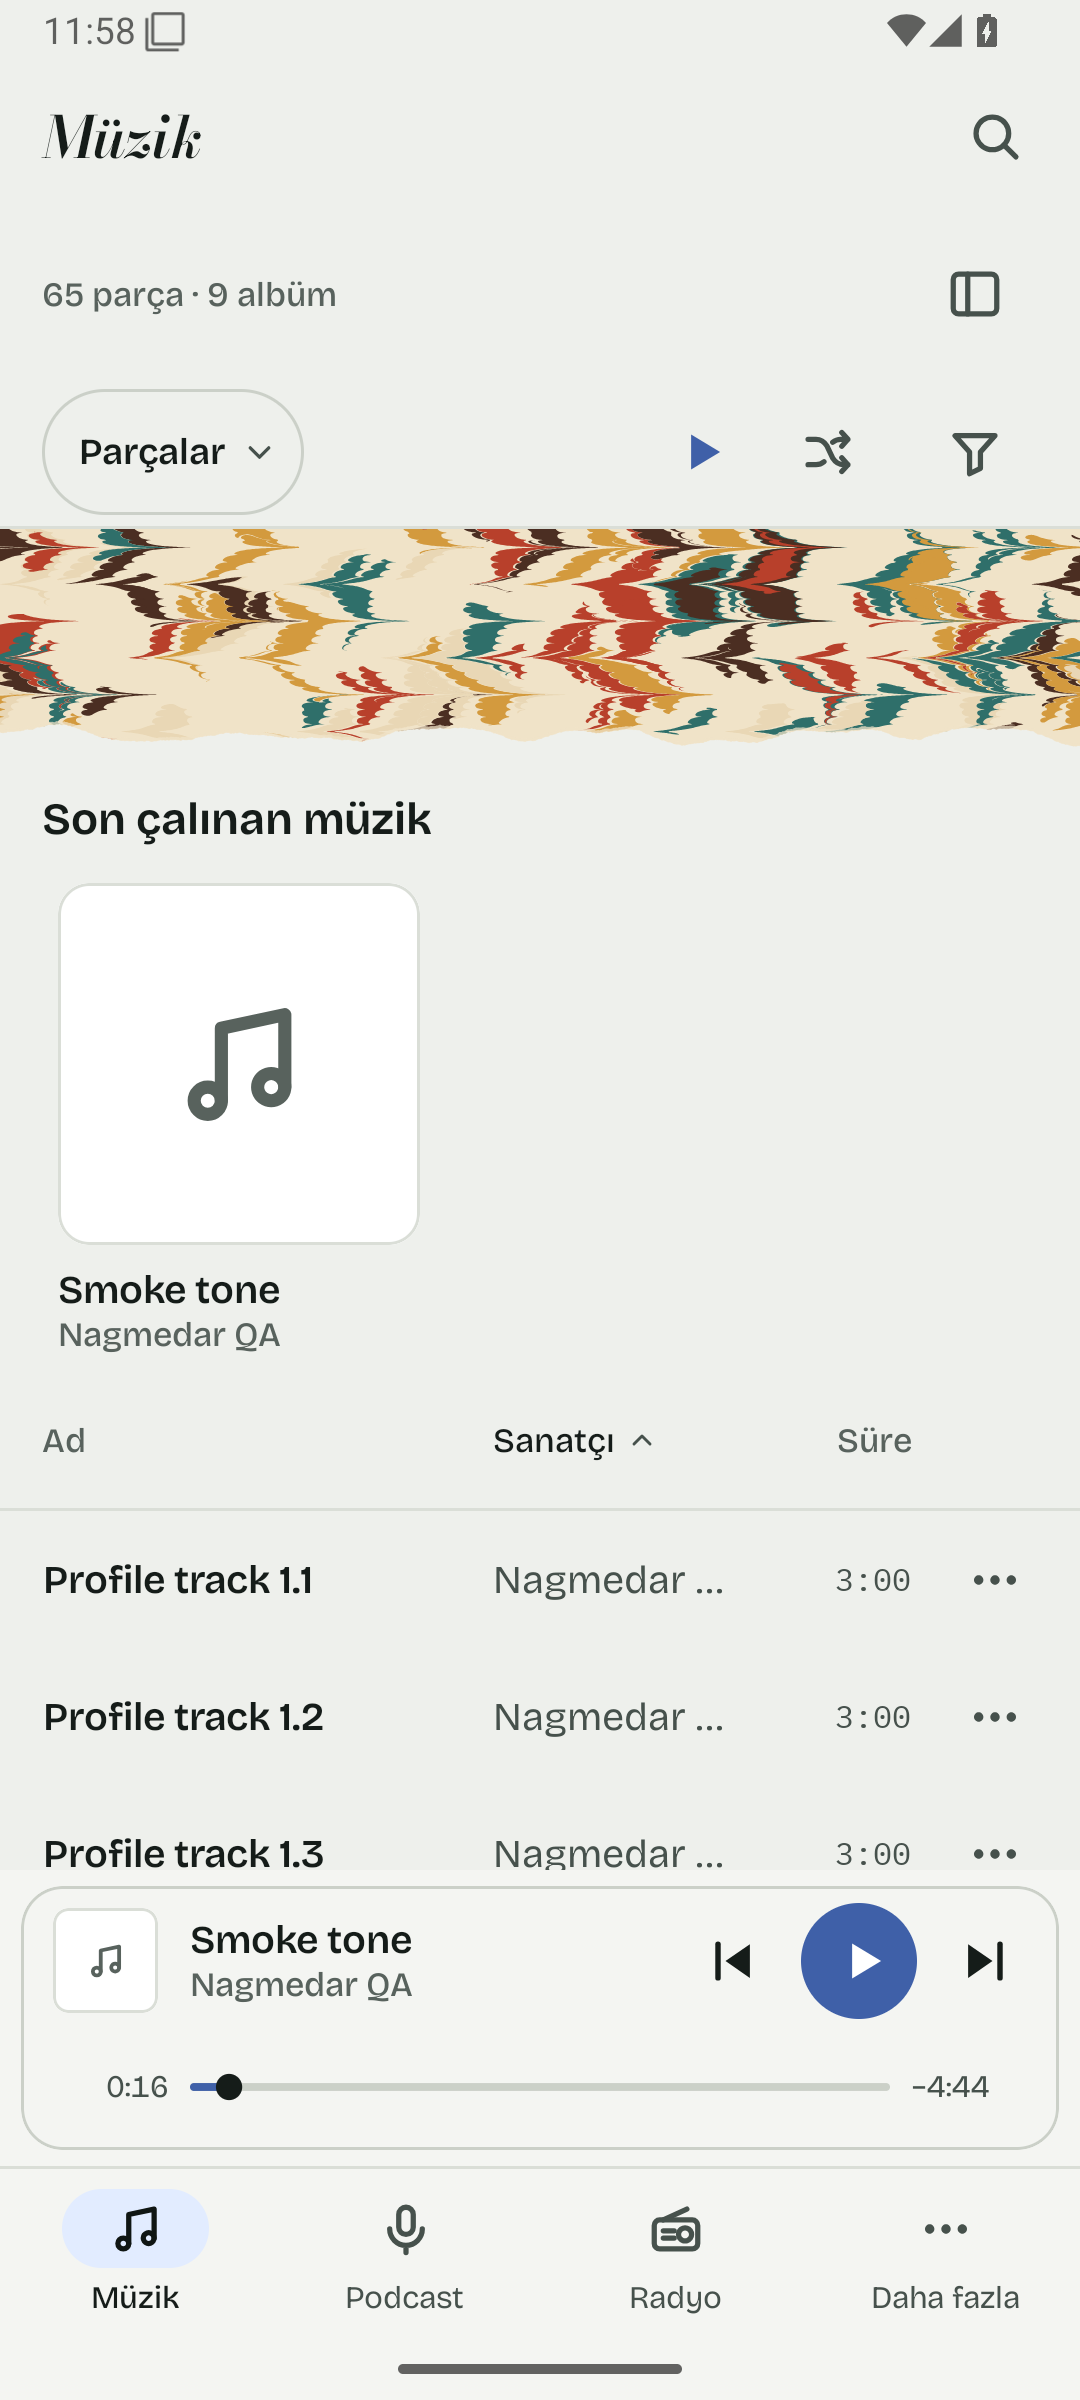 11:58
Müzik
65 parça · 9 albüm
Parçalar
Son çalınan müzik
Smoke tone
Nagmedar QA
Ad Sanatçı Süre
Profile track 1.1 Nagmedar ... 3:00
Profile track 1.2 Nagmedar ... 3:00
Profile track 1.3 Nagmedar ... 3:00
Smoke tone
Nagmedar QA
0:16 -4:44
Müzik Podcast Radyo Daha fazla